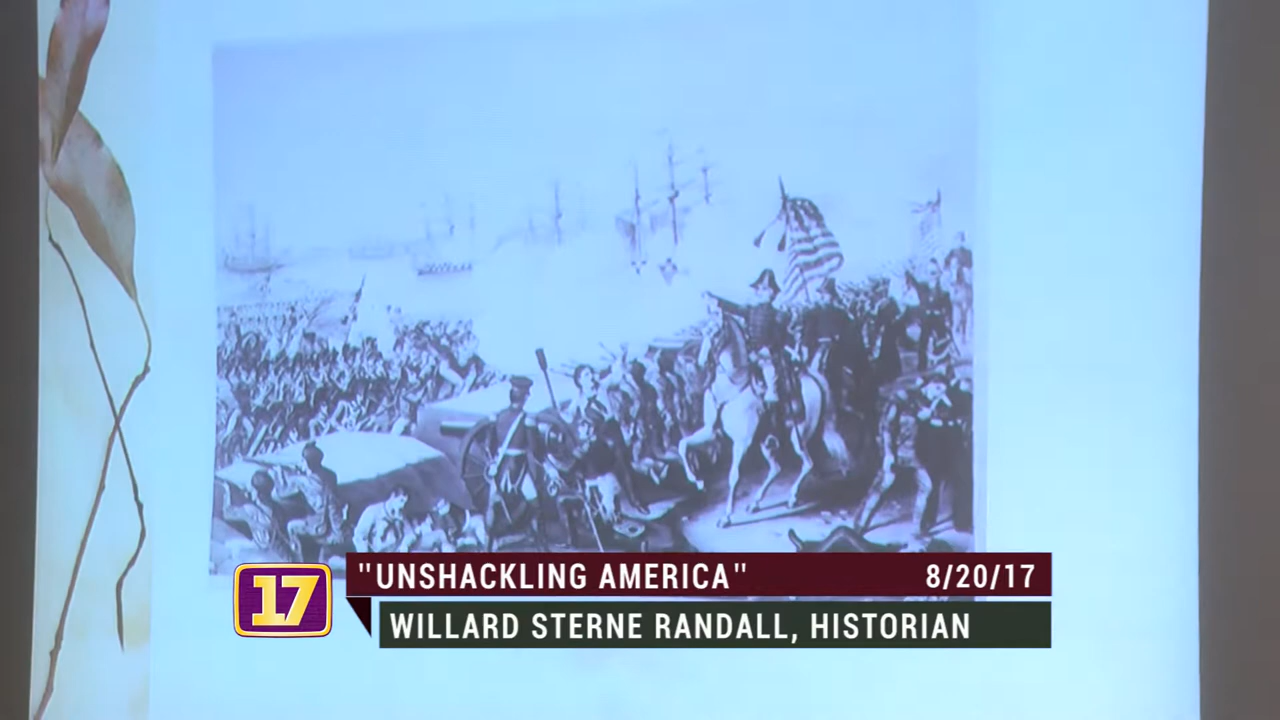 17
"UNSHACKLING AMERICA" 8/20/17
WILLARD STERNE RANDALL, HISTORIAN